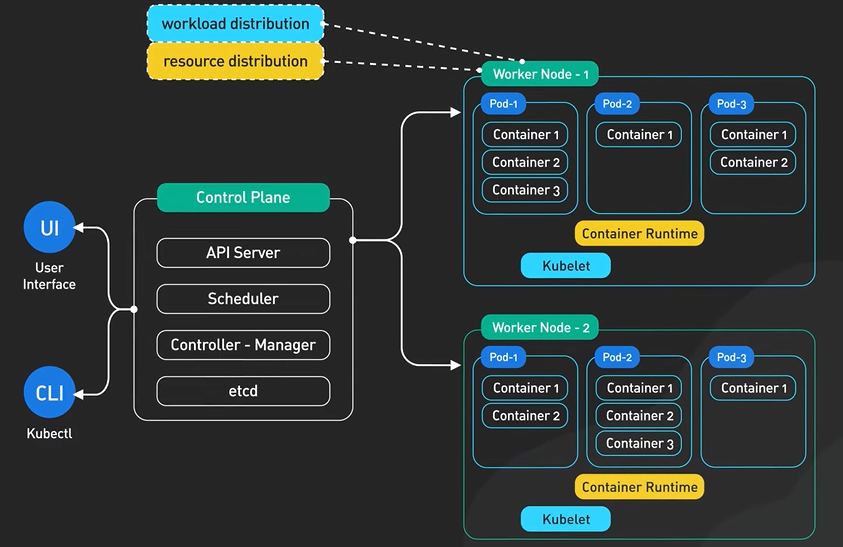 workload distribution
resource distribution
Worker Node - 1
Pod-1
Container 1
Container 2
Container 3
Pod-2
Container 1
Pod-3
Container 1
Container 2
Container Runtime
Kubelet
Control Plane
API Server
Scheduler
Controller - Manager
etcd
UI
User
Interface
CLI
Kubectl
Worker Node - 2
Pod-1
Container 1
Container 2
Pod-2
Container 1
Container 2
Container 3
Pod-3
Container 1
Container Runtime
Kubelet